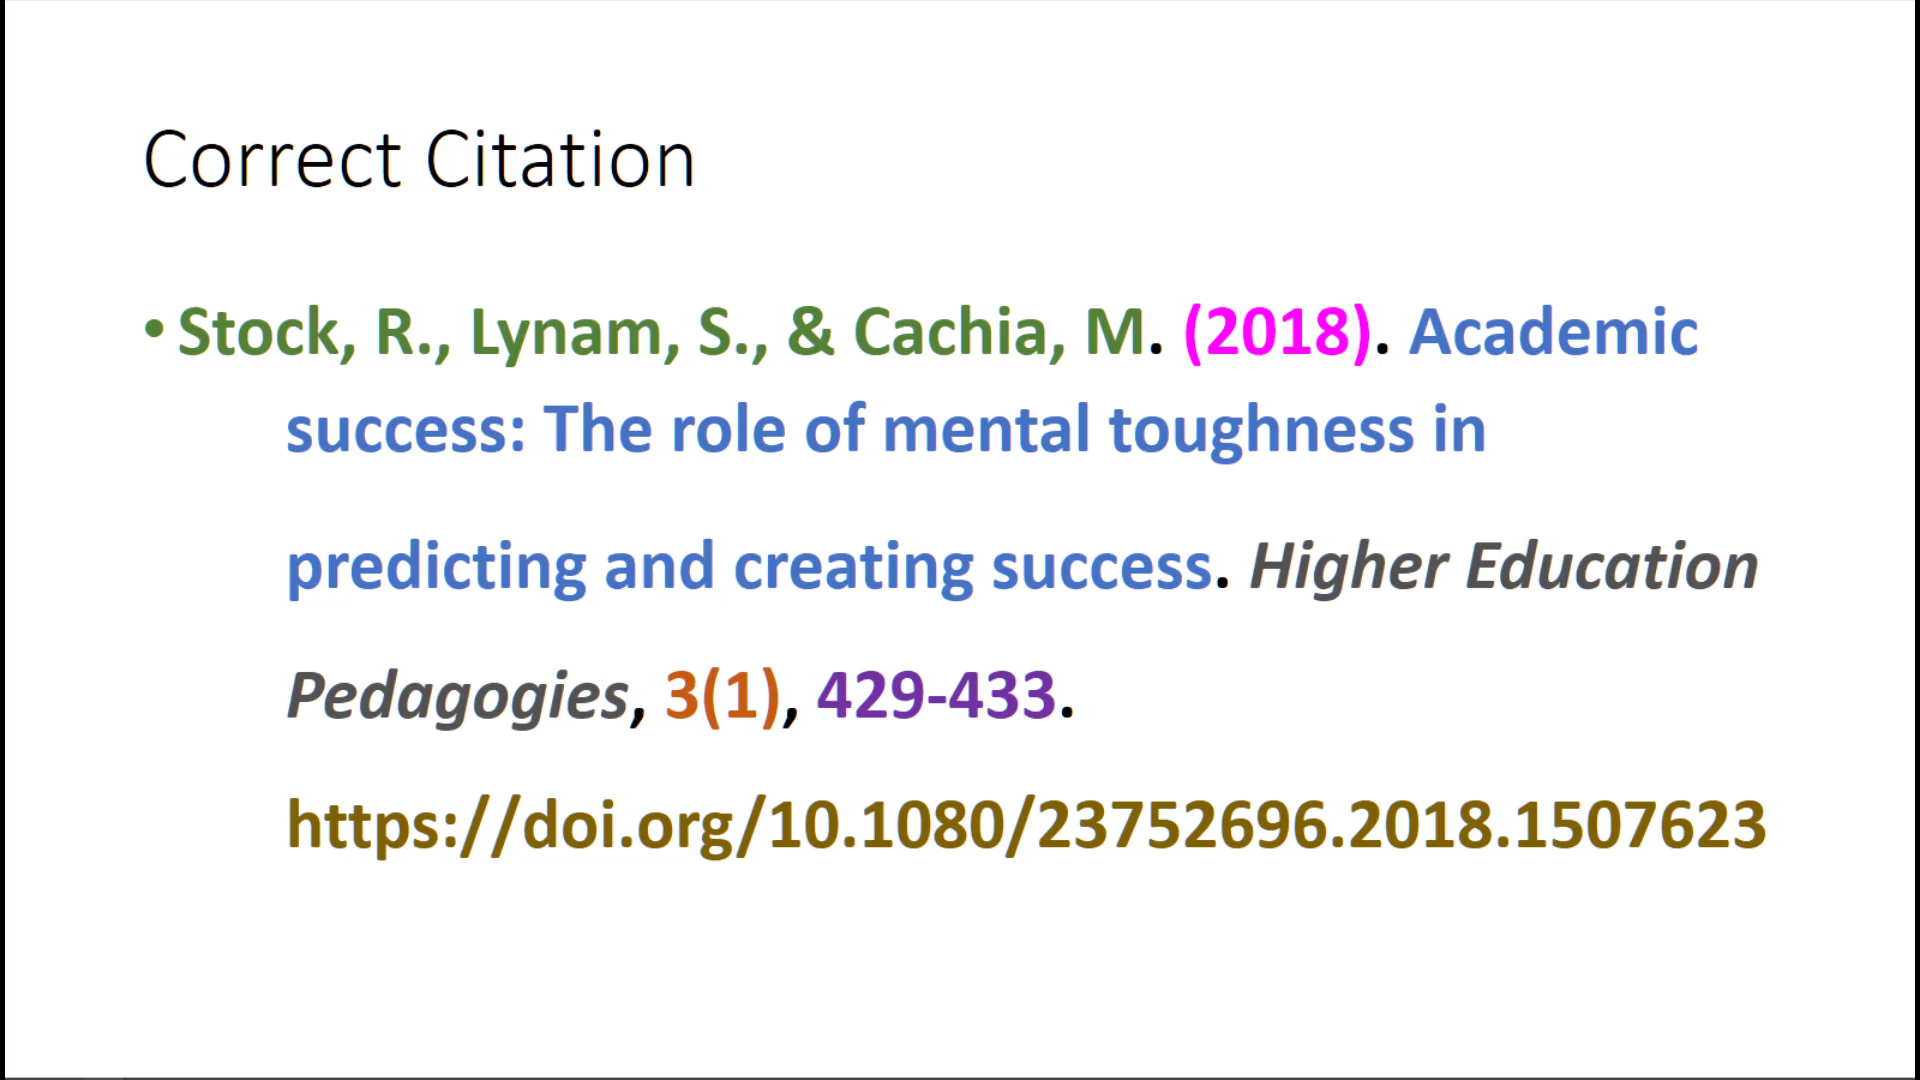 Correct Citation
• Stock, R., Lynam, S., & Cachia, M. (2018). Academic
success: The role of mental toughness in
predicting and creating success. Higher Education
Pedagogies, 3(1), 429-433.
https://doi.org/10.1080/23752696.2018.1507623